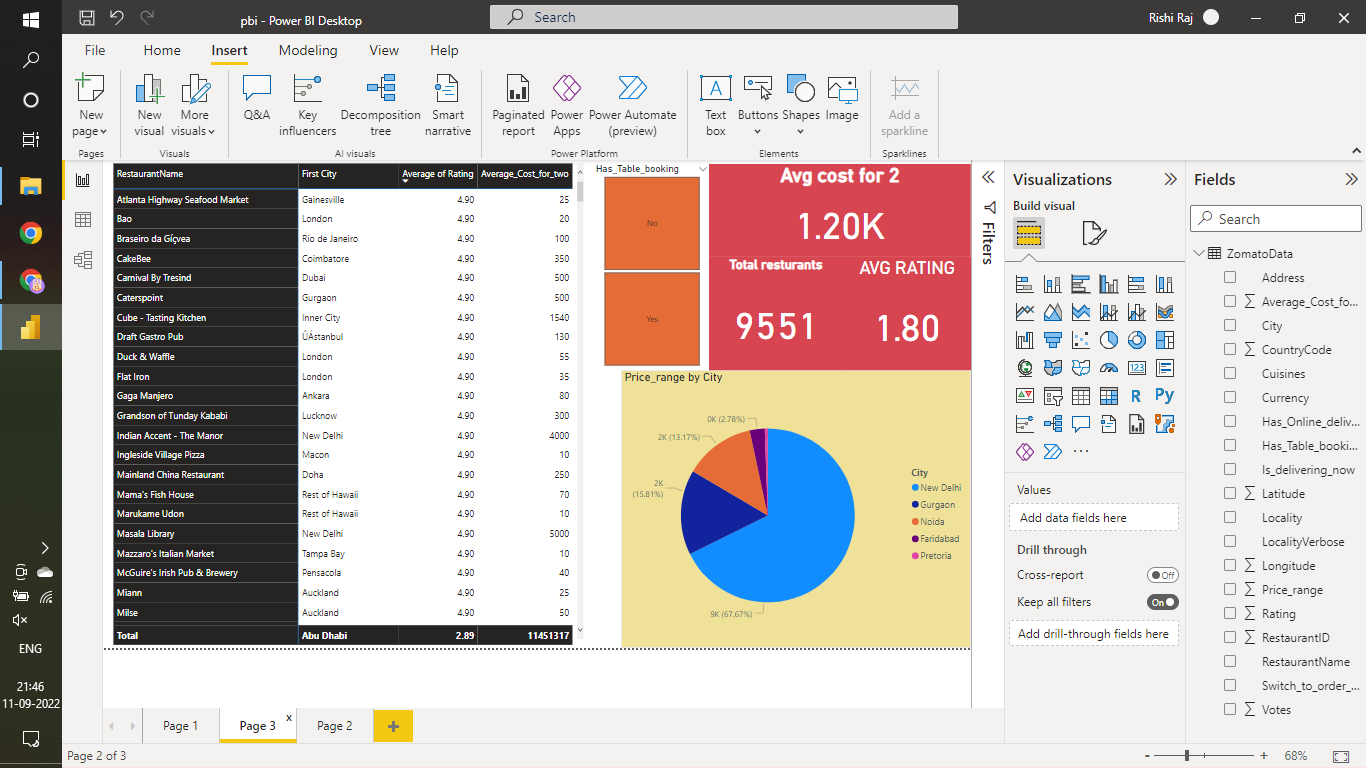 pbi - Power BI Desktop
Search
Rishi Raj
File Home Insert Modeling View Help
New page
New visual
More visuals
Q&A
Key influencers
Decomposition tree
Smart narrative
Paginated report
Power Apps
Power Automate (preview)
Text box
Buttons
Shapes
Image
Add a sparkline
Pages
Visuals
AI visuals
Power Platform
Elements
Sparklines
RestaurantName First City Average of Rating Average_Cost_for_two
Atlanta Highway Seafood Market Gainesville 4.90 25
Bao London 4.90 20
Braseiro da Gíçvea Rio de Janeiro 4.90 100
CakeBee Coimbatore 4.90 350
Carnival By Tresind Dubai 4.90 500
Caterspoint Gurgaon 4.90 500
Cube - Tasting Kitchen Inner City 4.90 1540
Draft Gastro Pub ÛÁstanbul 4.90 130
Duck & Waffle London 4.90 55
Flat Iron London 4.90 35
Gaga Manjero Ankara 4.90 80
Grandson of Tunday Kababi Lucknow 4.90 300
Indian Accent - The Manor New Delhi 4.90 4000
Ingleside Village Pizza Macon 4.90 10
Mainland China Restaurant Doha 4.90 250
Mama's Fish House Rest of Hawaii 4.90 70
Marukame Udon Rest of Hawaii 4.90 10
Masala Library New Delhi 4.90 5000
Mazzaro's Italian Market Tampa Bay 4.90 10
McGuire's Irish Pub & Brewery Pensacola 4.90 40
Miann Auckland 4.90 25
Milse Auckland 4.90 50
Total Abu Dhabi 2.89 11451317
Has_Table_booking
No
Yes
Avg cost for 2
1.20K
Total resturants
9551
AVG RATING
1.80
Price_range by City
0K (2.78%)
2K (13.17%)
2K
(15.81%)
9K (67.67%)
City
New Delhi
Gurgaon
Noida
Faridabad
Pretoria
Filters
Visualizations
Build visual
123
R
Py
...
Values
Add data fields here
Drill through
Cross-report Off
Keep all filters On
Add drill-through fields here
Fields
Search
ZomatoData
Address
Average_Cost_fo...
City
CountryCode
Cuisines
Currency
Has_Online_deliv...
Has_Table_booki...
Is_delivering_now
Latitude
Locality
LocalityVerbose
Longitude
Price_range
Rating
RestaurantID
RestaurantName
Switch_to_order_...
Votes
ENG
21:46
11-09-2022
Page 1
Page 3 x
Page 2
+
Page 2 of 3
- + 68%